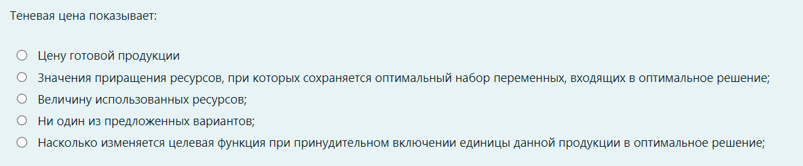 Теневая цена показывает:
Цену готовой продукции
Значения приращения ресурсов, при которых сохраняется оптимальный набор переменных, входящих в оптимальное решение;
Величину использованных ресурсов;
Ни один из предложенных вариантов;
Насколько изменяется целевая функция при принудительном включении единицы данной продукции в оптимальное решение;